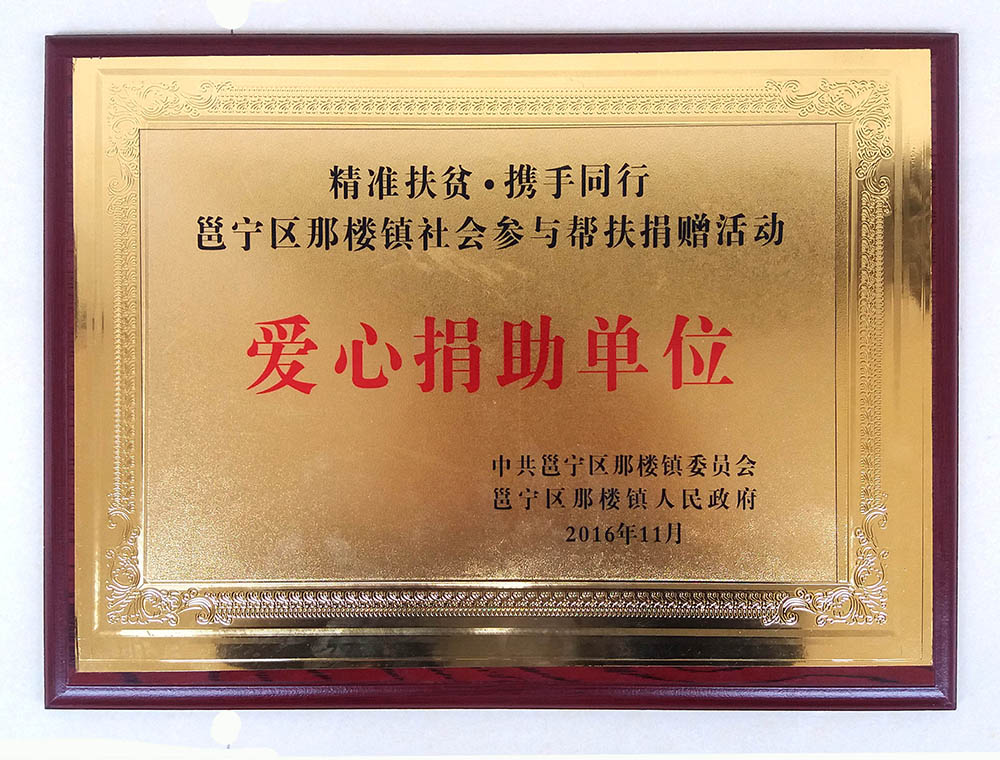 精准扶贫·携手同行
邕宁区那楼镇社会参与帮扶捐赠活动
爱心捐助单位
中共邕宁区那楼镇委员会
邕宁区那楼镇人民政府
2016年11月